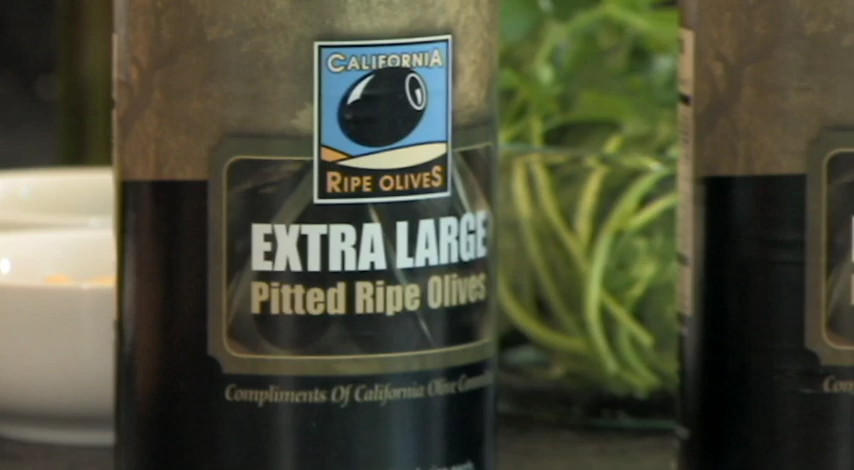 CALIFORNIA
RIPE OLIVES
EXTRA LARGE
Pitted Ripe Olives
Compliments Of California Olive